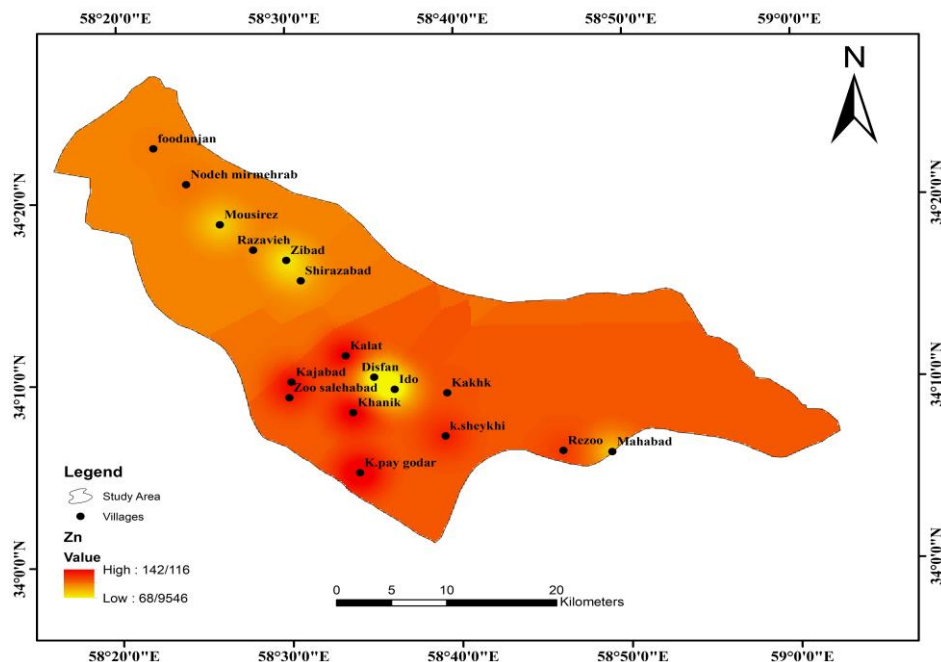 58°20'0"E 58°30'0"E 58°40'0"E 58°50'0"E 59°0'0"E
N
34°20'0"N
34°20'0"N
34°10'0"N
34°10'0"N
34°0'0"N
34°0'0"N
foodanjan
Nodeh mirmehrab
Mousirez
Razavieh
Zibad
Shirazabad
Kalat
Disfan
Kajabad
Ido
Zoo salehabad
Kakhk
Khanik
k.sheykhi
Rezoo
Mahabad
K.pay godar
Legend
Study Area
Villages
Zn
Value
High : 142/116
Low : 68/9546
0 5 10 20
Kilometers
58°20'0"E 58°30'0"E 58°40'0"E 58°50'0"E 59°0'0"E